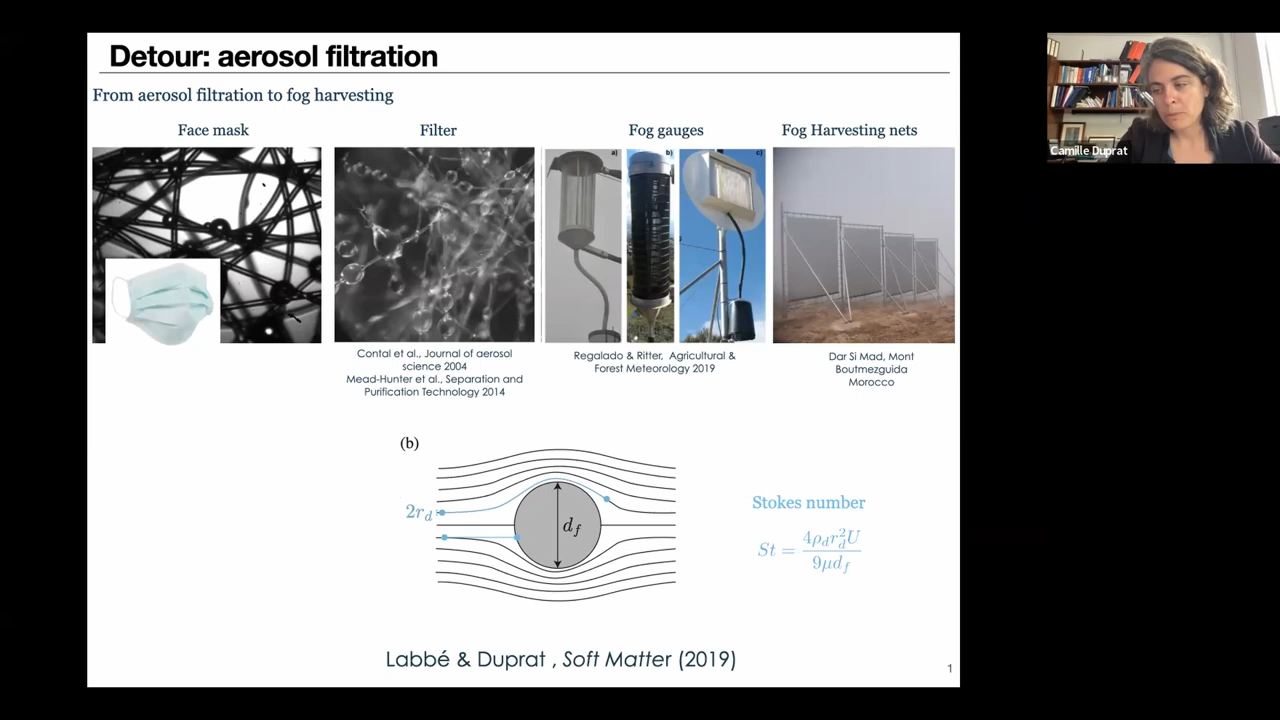 Detour: aerosol filtration
From aerosol filtration to fog harvesting
Face mask
Filter
Fog gauges
Fog Harvesting nets
a)
b)
c)
Contal et al., Journal of aerosol
science 2004
Mead-Hunter et al., Separation and
Purification Technology 2014
Regalado & Ritter, Agricultural &
Forest Meteorology 2019
Dar Si Mad, Mont
Boutmezguida
Morocco
(b)
2r_d
d_f
Stokes number
St = 4ρ_d r_d^2 U / 9μd_f
Labbé & Duprat , Soft Matter (2019)
1
Camille Duprat